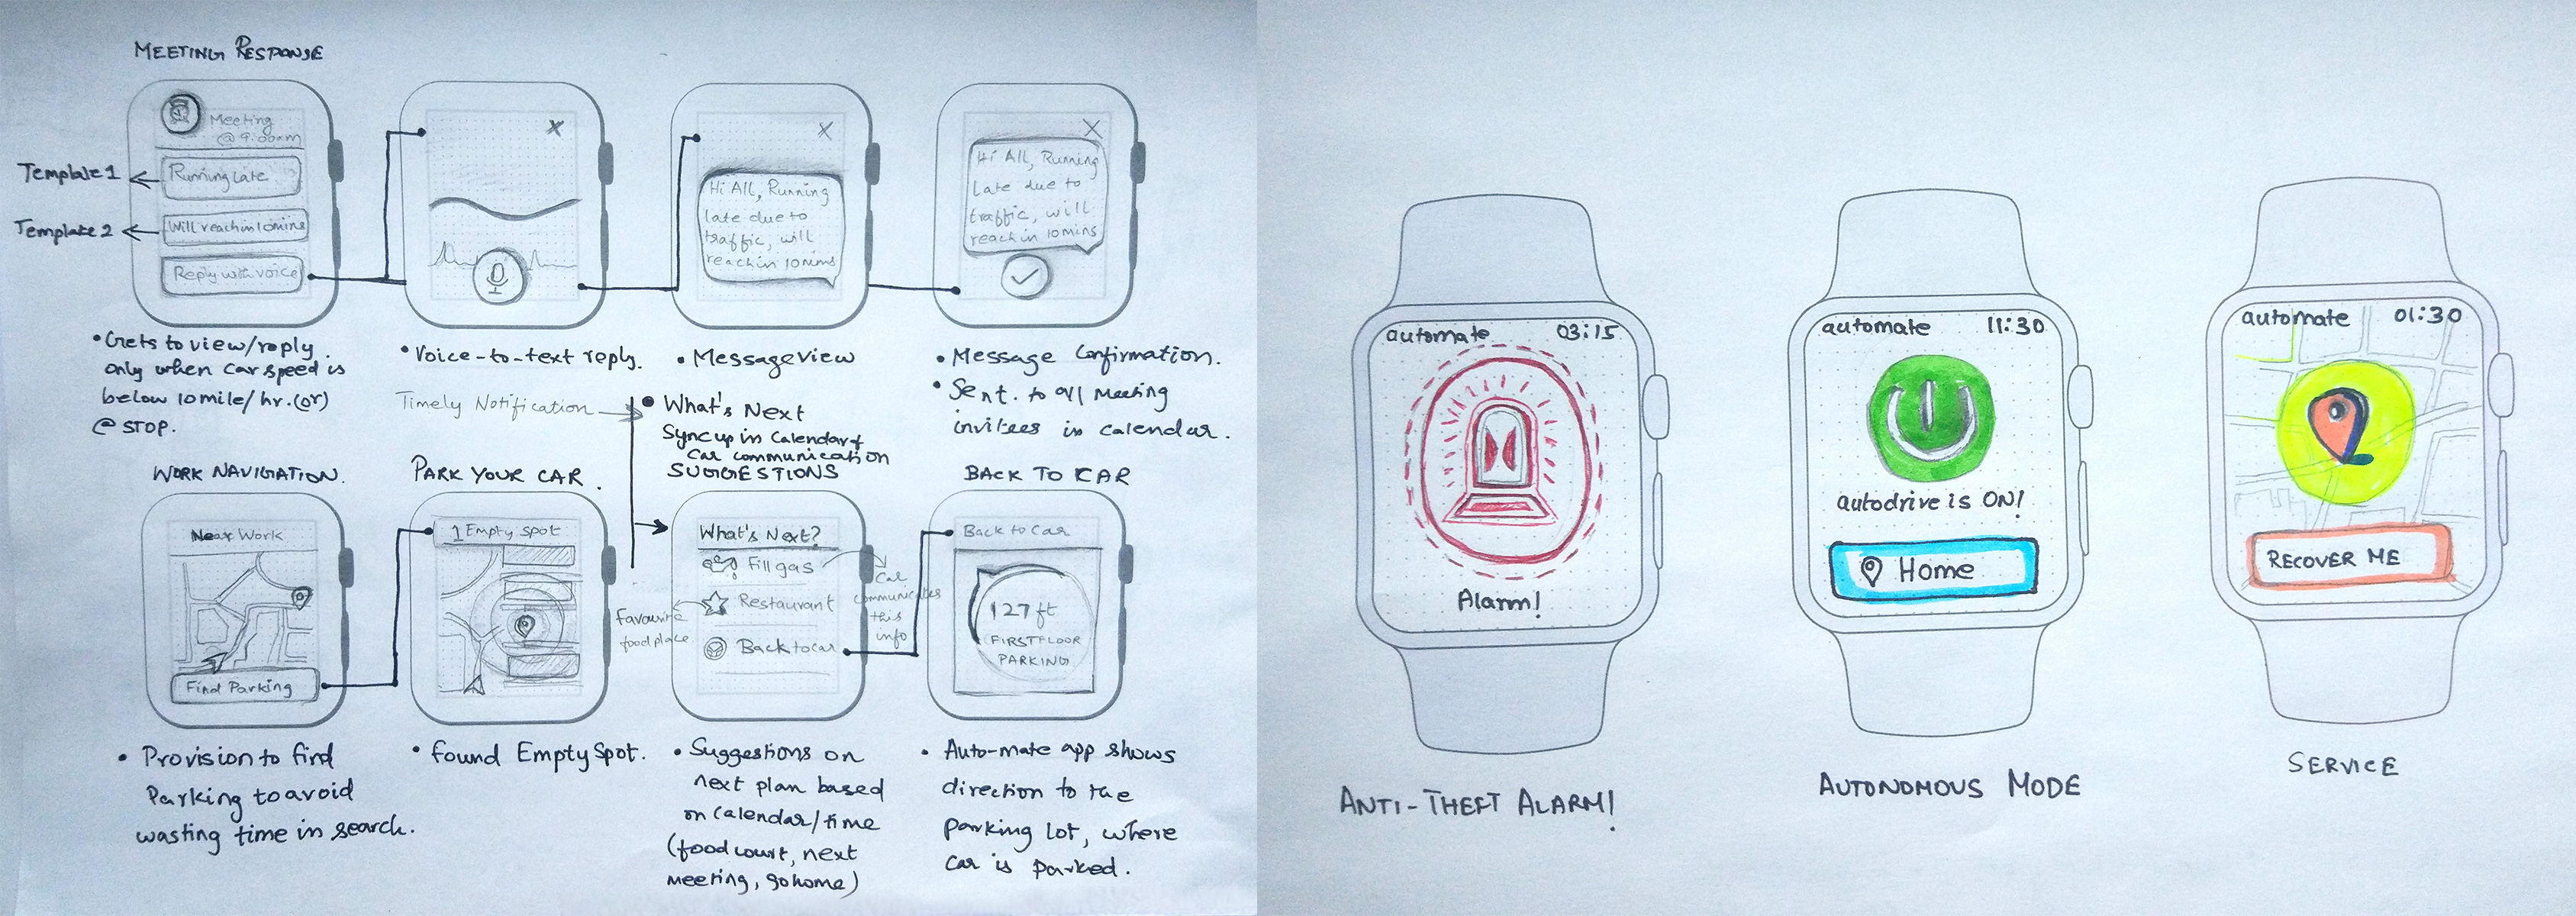 MEETING RESPONSE
Meeting
@ 9:00am
Template 1
Running Late
Template 2
Will reach in 10mins
Reply with voice
• Gets to view/reply
only when car speed is
below 10mile/hr.(or)
@ STOP.
X
• Voice-to-text reply.
X
Hi All, Running
late due to
traffic, will
reach in 10 mins
• Message View
X
Hi All, Running
Late due to
traffic, will
reach in 10 mins
• Message Confirmation.
• Sent. to all Meeting
invitees in calendar.
Timely Notification
• What's Next
Sync up in Calendar &
Car communication
WORK NAVIGATION.
Near Work
Find Parking
• Provision to find
Parking to avoid
wasting time in search.
PARK YOUR CAR.
1 Empty spot
• found Empty Spot.
SUGGESTIONS
What's Next?
Fill gas
Restaurant
Back to car
Favourite
food place
Car
communicates
this
info
• Suggestions on
next plan based
on Calendar/time
(food court, next
meeting, go home)
BACK TO CAR
Back to Car
127 ft
FIRST FLOOR
PARKING
• Auto-mate app shows
direction to the
parking lot, where
car is parked.
automate 03:15
Alarm!
ANTI-THEFT ALARM!
automate 11:30
autodrive is ON!
Home
AUTONOMOUS MODE
automate 01:30
RECOVER ME
SERVICE